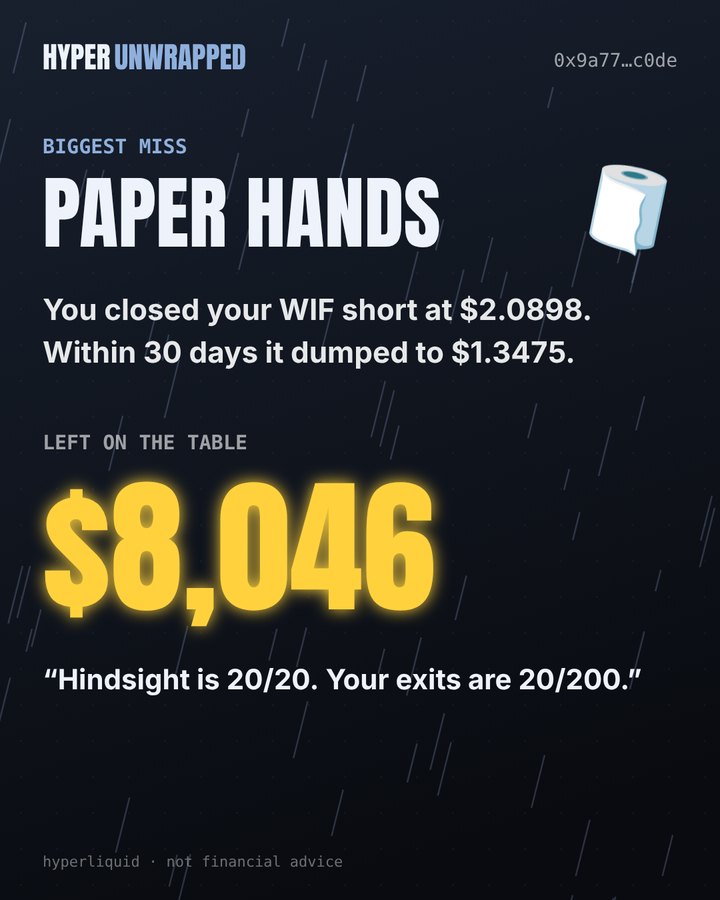 HYPER UNWRAPPED
0x9a77…c0de
BIGGEST MISS
PAPER HANDS
You closed your WIF short at $2.0898.
Within 30 days it dumped to $1.3475.
LEFT ON THE TABLE
$8,046
“Hindsight is 20/20. Your exits are 20/200.”
hyperliquid · not financial advice